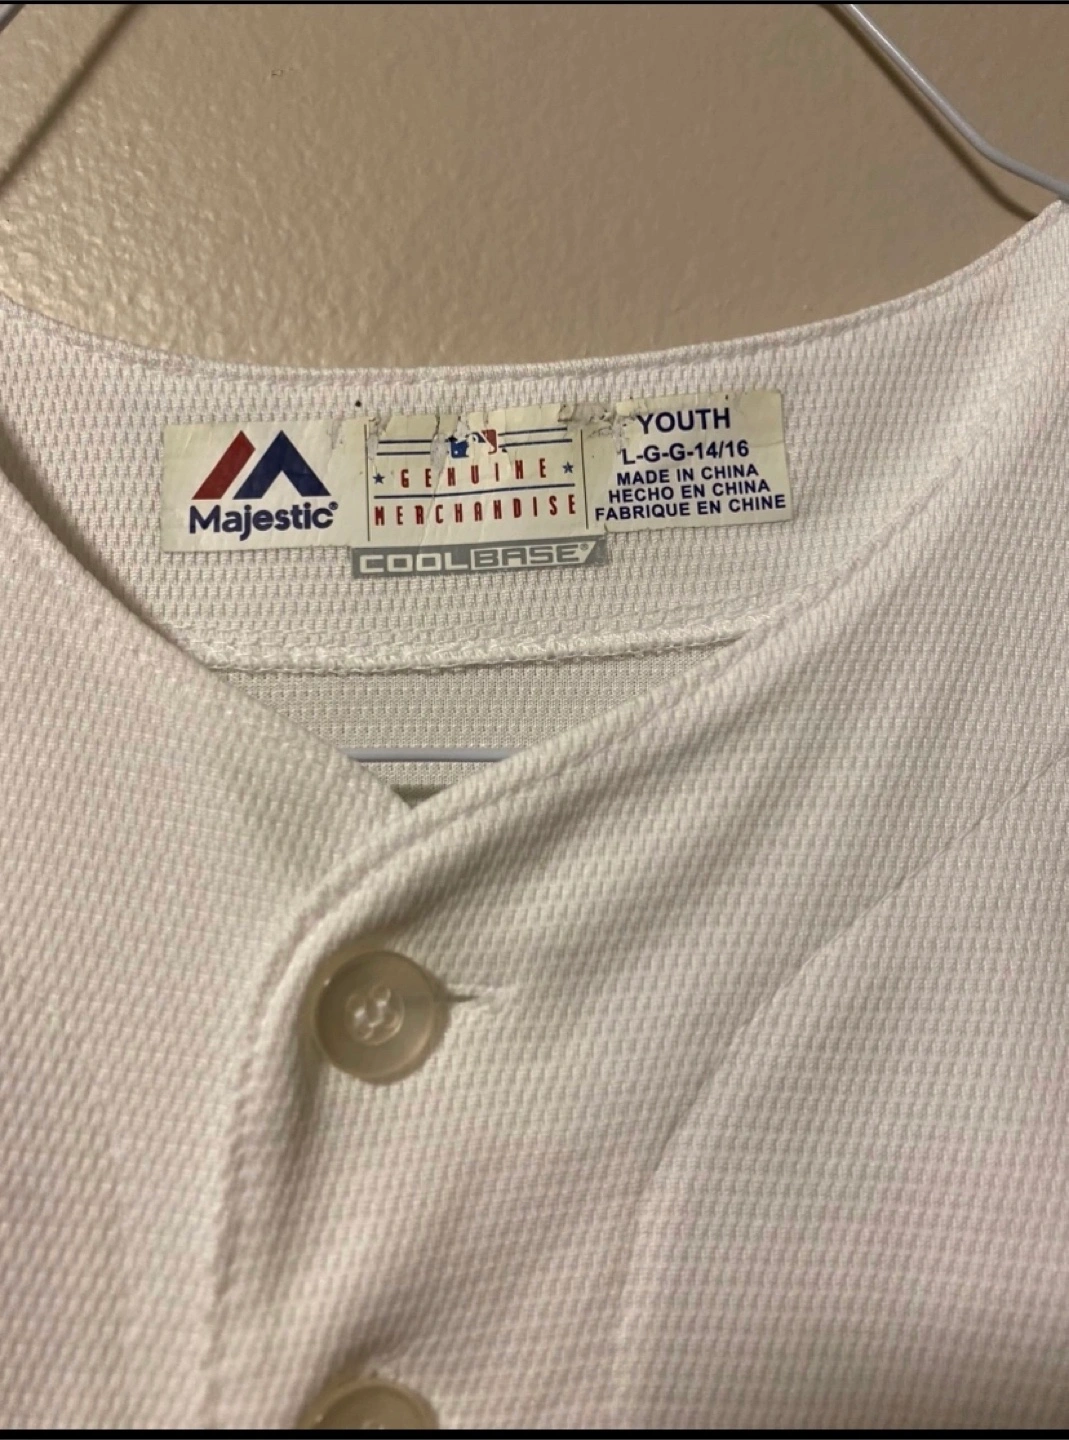 Majestic®
GENUINE
MERCHANDISE
COOLBASE®
YOUTH
L-G-G-14/16
MADE IN CHINA
HECHO EN CHINA
FABRIQUE EN CHINE